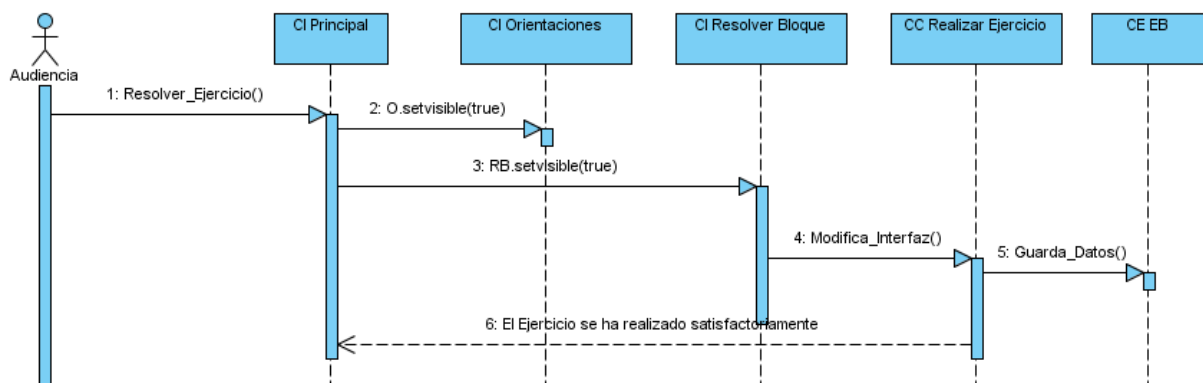 CI Principal
CI Orientaciones
CI Resolver Bloque
CC Realizar Ejercicio
CE EB
Audiencia
1: Resolver_Ejercicio()
2: O.setvisible(true)
3: RB.setvisible(true)
4: Modifica_Interfaz()
5: Guarda_Datos()
6: El Ejercicio se ha realizado satisfactoriamente